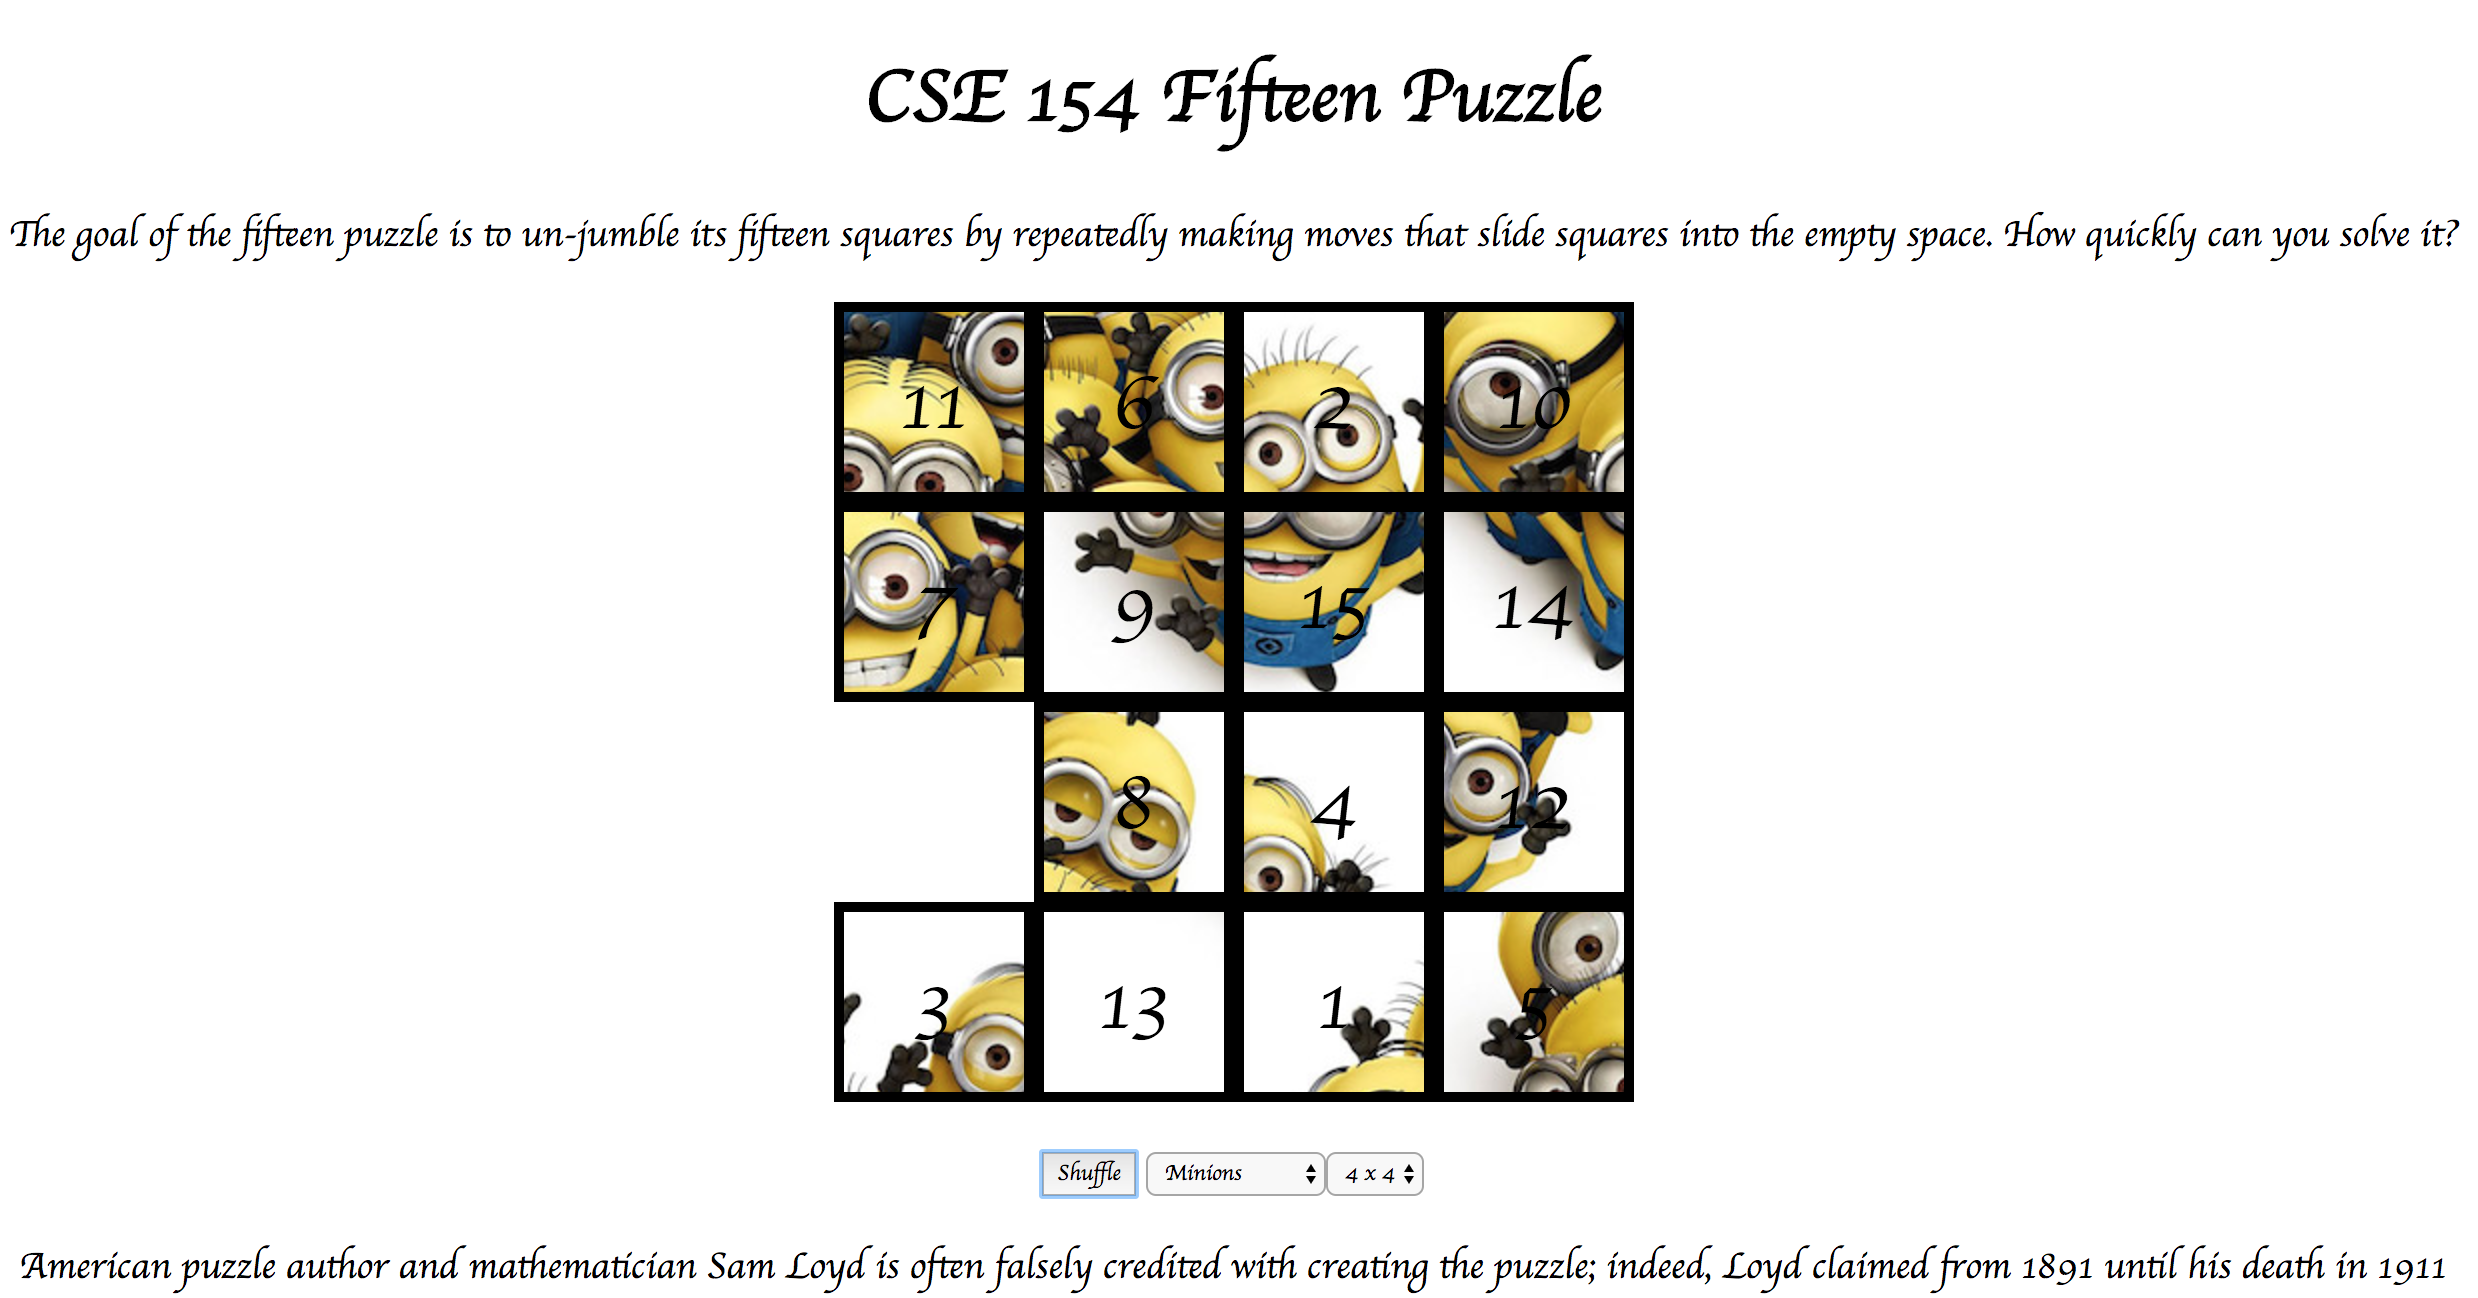 CSE 154 Fifteen Puzzle
The goal of the fifteen puzzle is to un-jumble its fifteen squares by repeatedly making moves that slide squares into the empty space. How quickly can you solve it?
11 6 2 10
7 9 15 14
8 4 12
3 13 1 5
Shuffle Minions 4 x 4
American puzzle author and mathematician Sam Loyd is often falsely credited with creating the puzzle; indeed, Loyd claimed from 1891 until his death in 1911